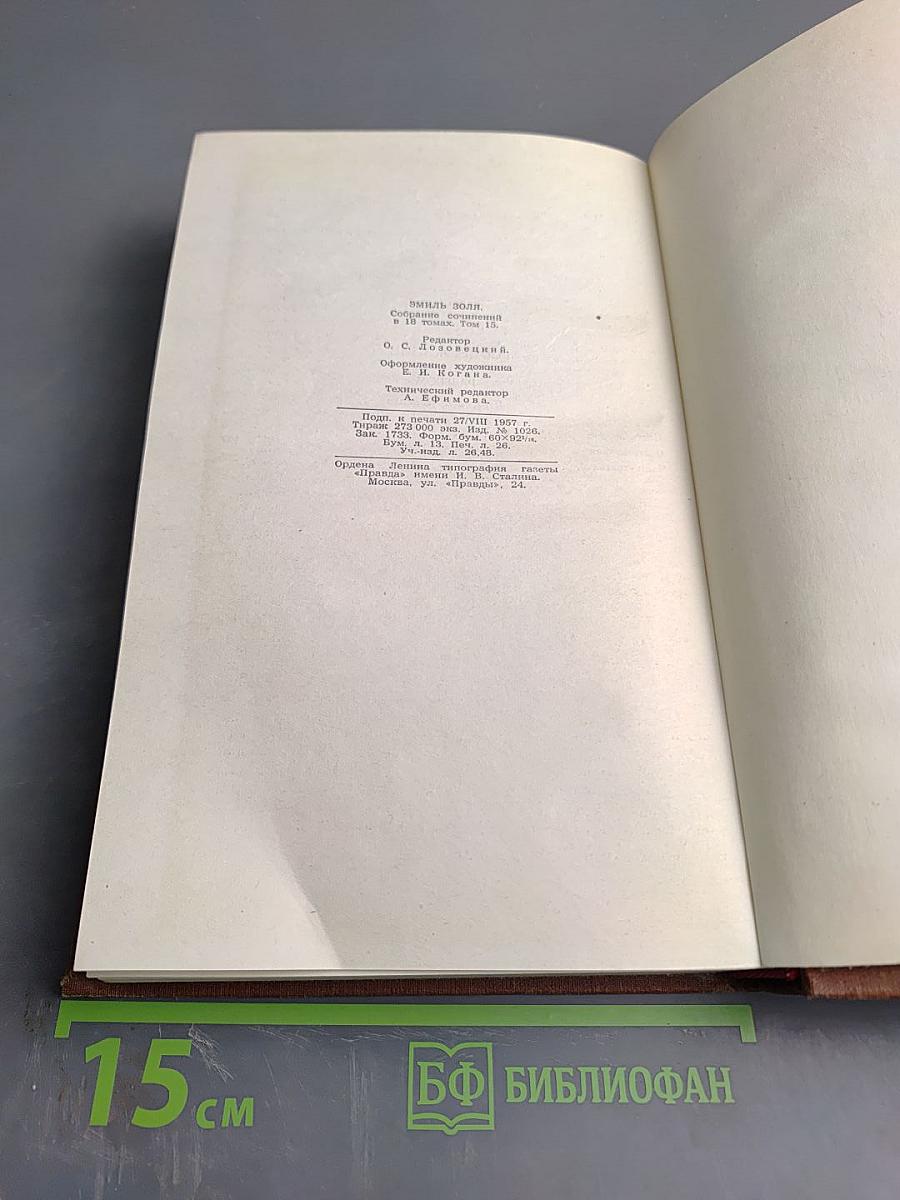 ЭМИЛЬ ЗОЛЯ.
Собрание сочинений
в 18 томах. Том 15.
Редактор
О. С. Лозовецкий.
Оформление художника
Е. И. Когана.
Технический редактор
А. Ефимова.
Подп. к печати 27/VIII 1957 г.
Тираж 273 000 экз. Изд. № 1026.
Зак. 1733. Форм. бум. 60×92¹/₁₆.
Бум. л. 13. Печ. л. 26.
Уч.-изд. л. 26,48.
Ордена Ленина типография газеты
«Правда» имени И. В. Сталина.
Москва, ул. «Правды», 24.
15 см
БФ БИБЛИОФАН